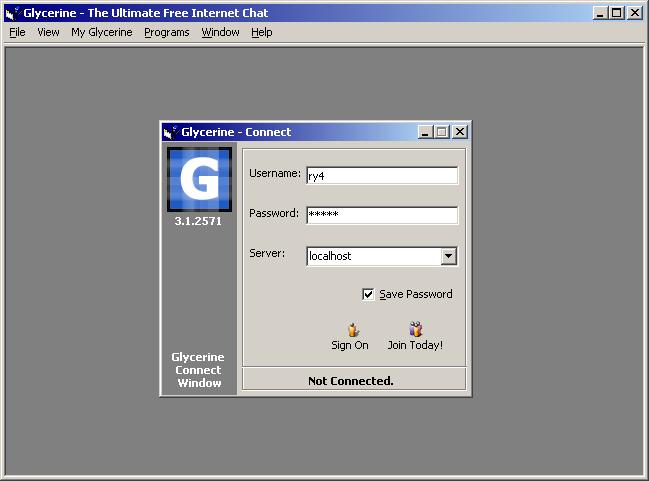 Glycerine - The Ultimate Free Internet Chat
File View My Glycerine Programs Window Help
Glycerine - Connect
G
3.1.2571
Glycerine
Connect
Window
Username: ry4
Password: *****
Server: localhost
Save Password
Sign On Join Today!
Not Connected.